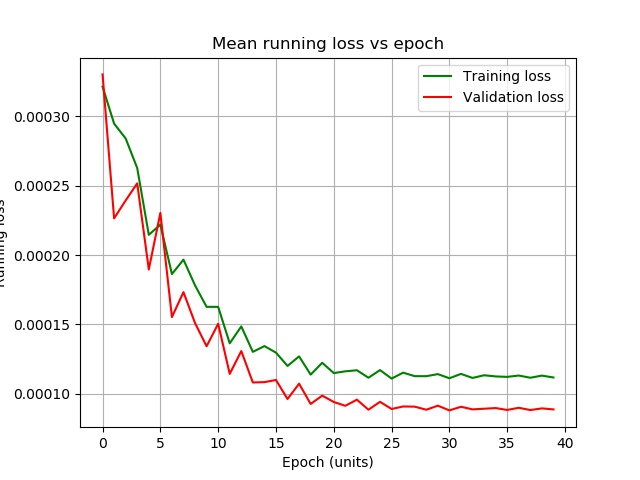 Mean running loss vs epoch
Training loss
Validation loss
0.00030
0.00025
0.00020
0.00015
0.00010
Running loss
0 5 10 15 20 25 30 35 40
Epoch (units)